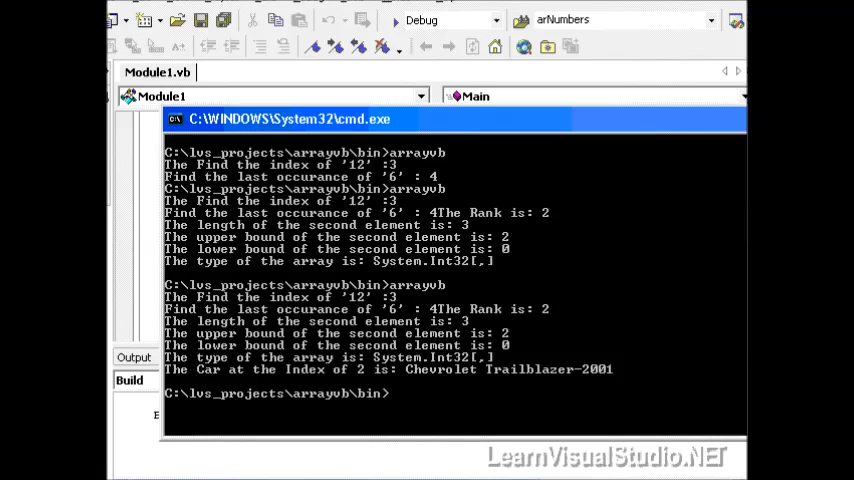 Debug
arNumbers
Module1.vb
Module1
Main
C:\WINDOWS\System32\cmd.exe
C:\lvs_projects\arrayvb\bin>arrayvb
The Find the index of '12' :3
Find the last occurance of '6' : 4
C:\lvs_projects\arrayvb\bin>arrayvb
The Find the index of '12' :3
Find the last occurance of '6' : 4The Rank is: 2
The length of the second element is: 3
The upper bound of the second element is: 2
The lower bound of the second element is: 0
The type of the array is: System.Int32[,]
C:\lvs_projects\arrayvb\bin>arrayvb
The Find the index of '12' :3
Find the last occurance of '6' : 4The Rank is: 2
The length of the second element is: 3
The upper bound of the second element is: 2
The lower bound of the second element is: 0
The type of the array is: System.Int32[,]
The Car at the Index of 2 is: Chevrolet Trailblazer-2001
C:\lvs_projects\arrayvb\bin>
Output
Build
LearnVisualStudio.NET